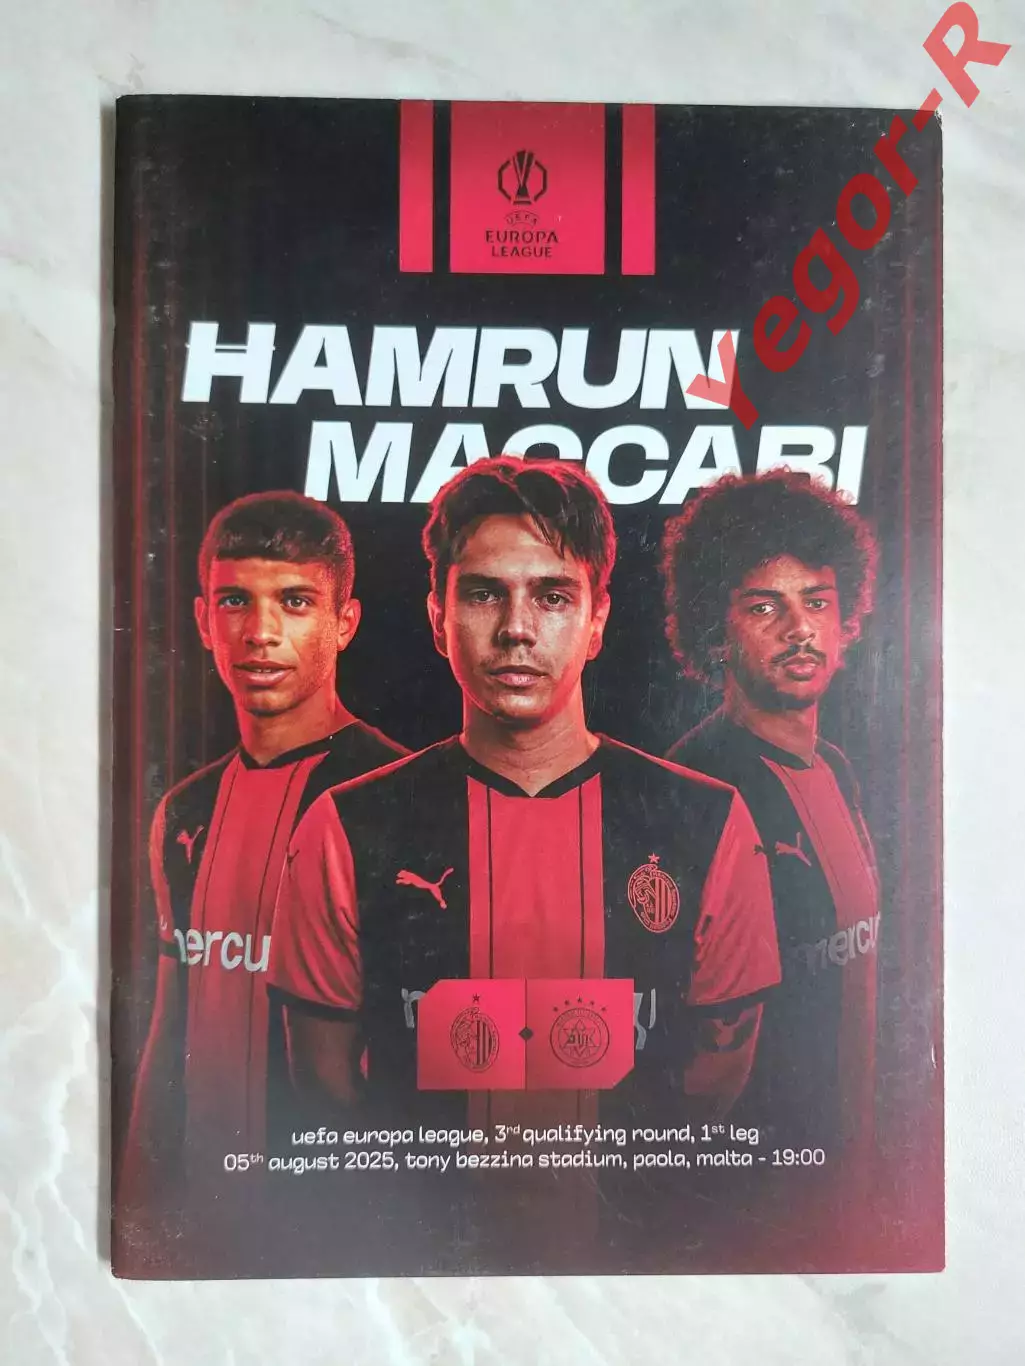 Yegor-R
UEFA
EUROPA
LEAGUE
HAMRUN
MACCABI
mercu
mercu
uefa europa league, 3rd qualifying round, 1st leg
05th august 2025, tony bezzina stadium, paola, malta - 19:00